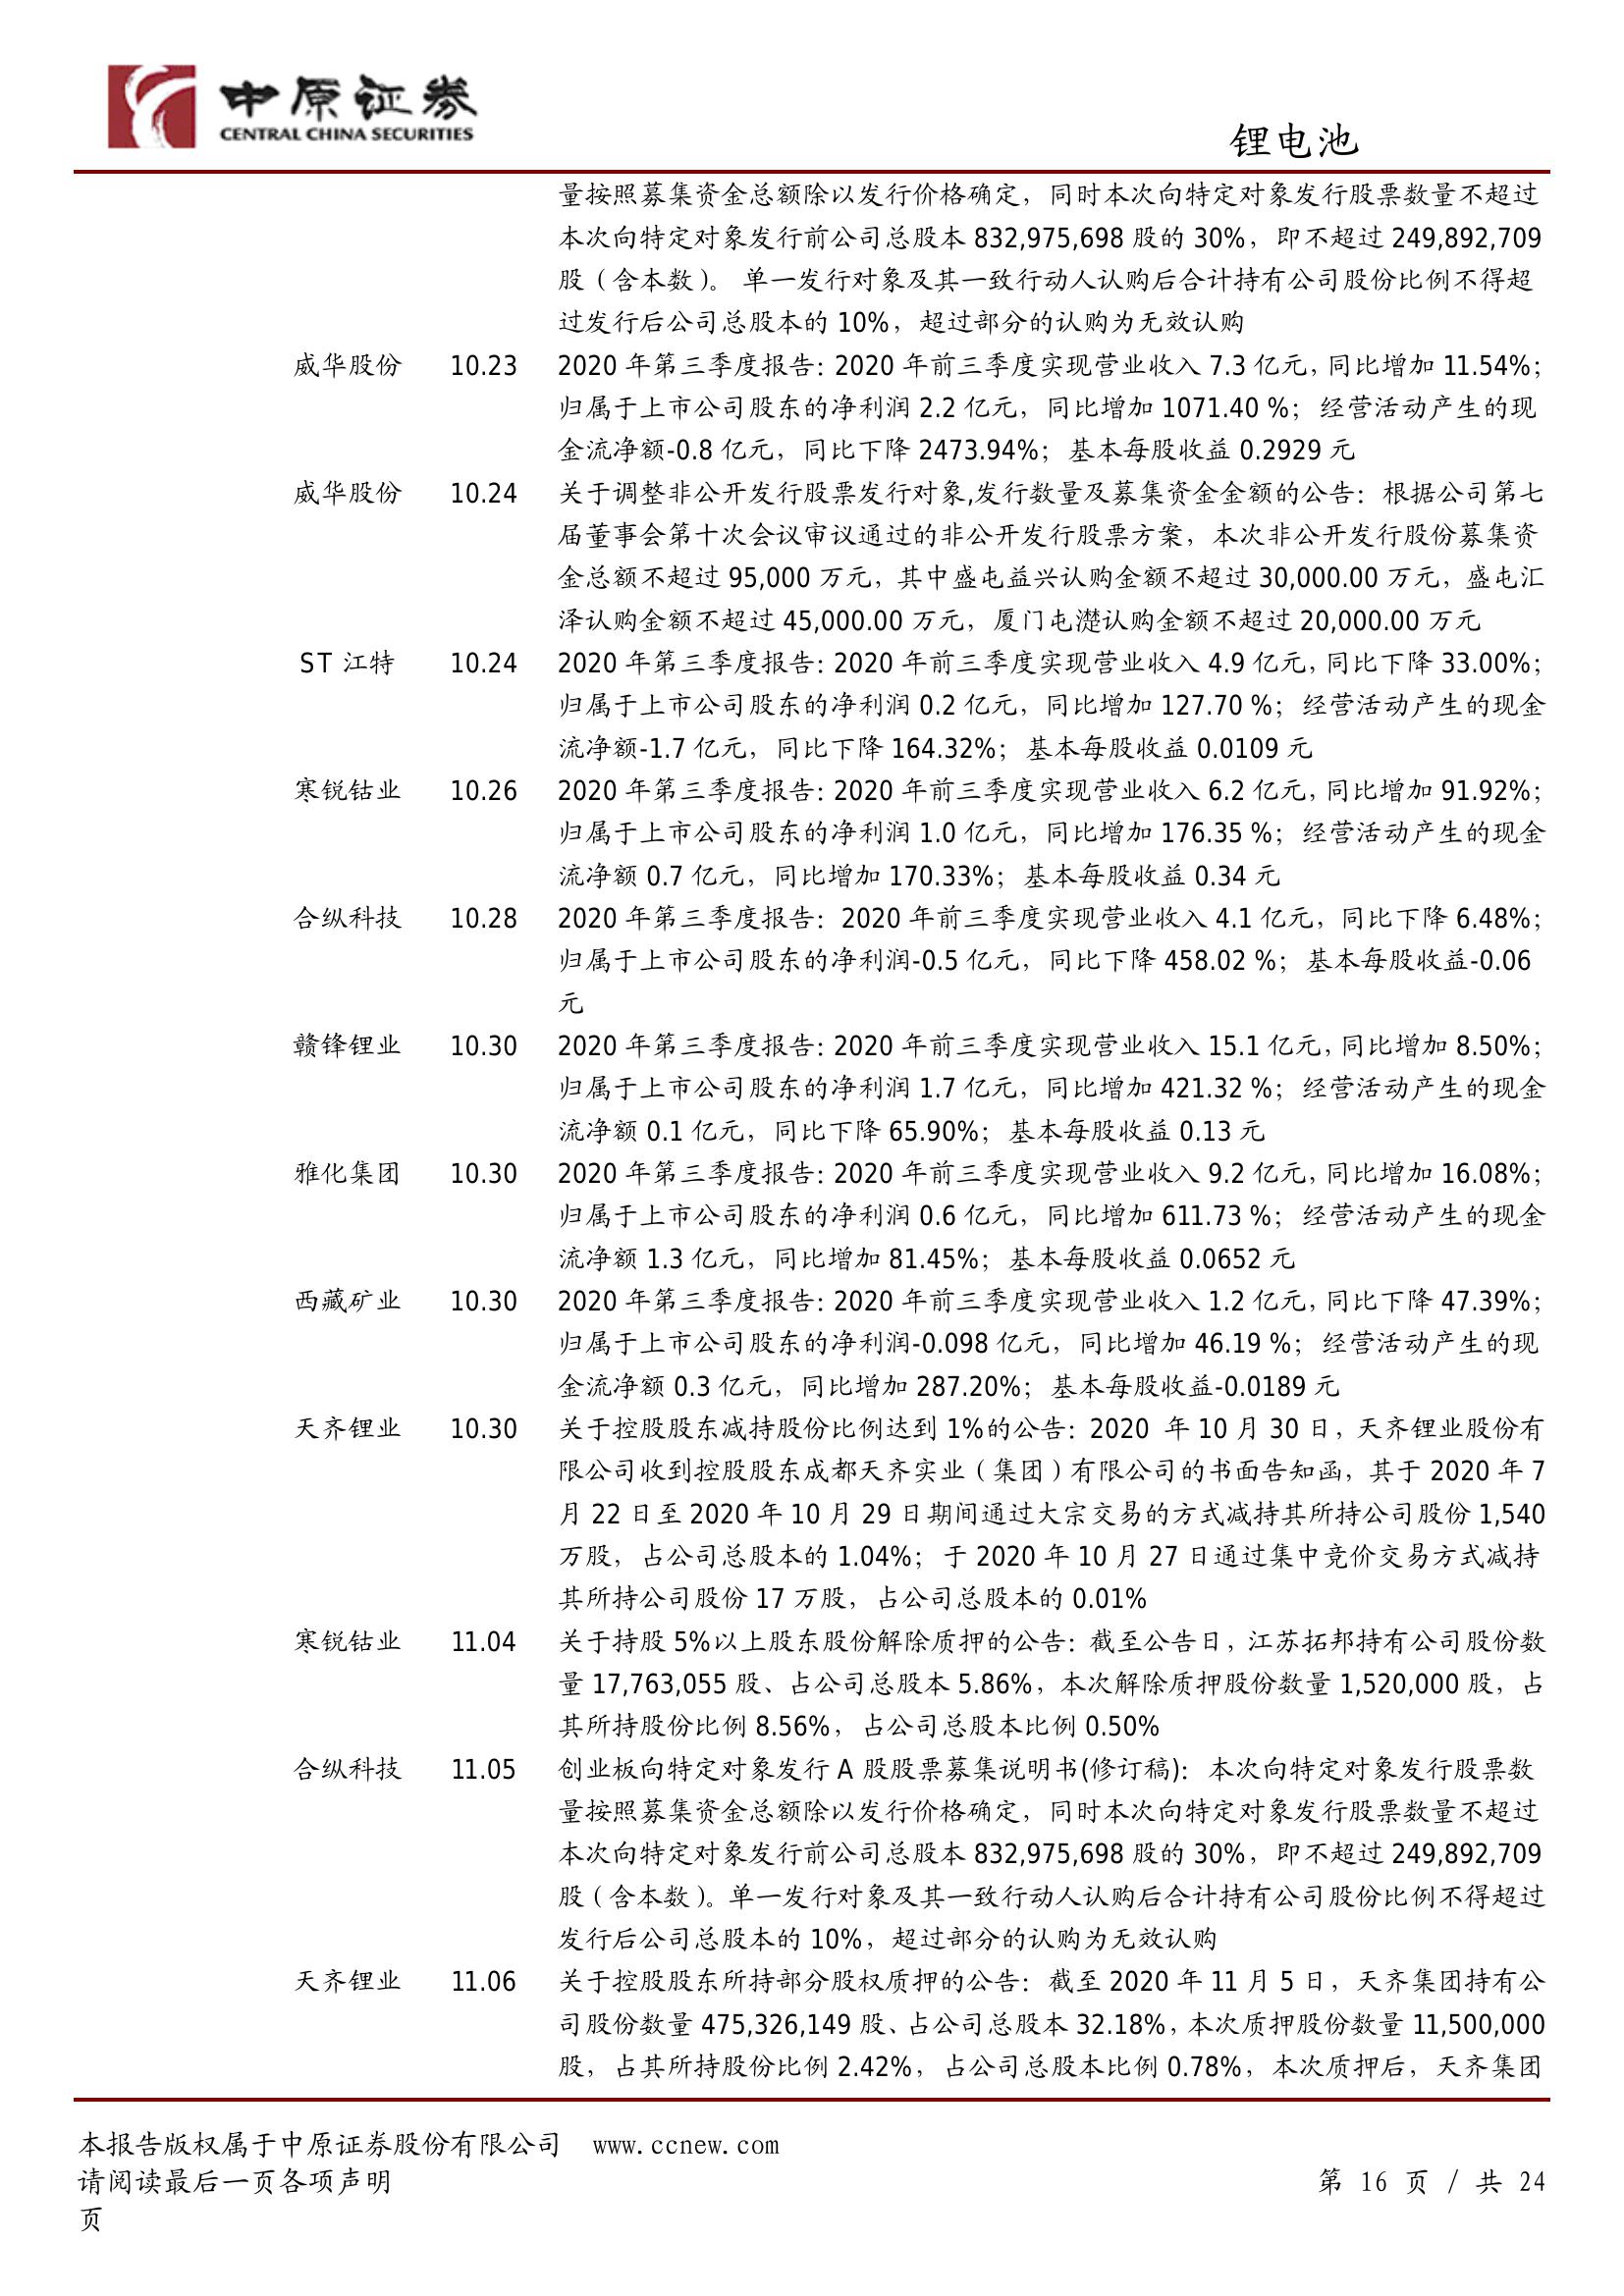 中原证券
CENTRAL CHINA SECURITIES
锂电池
量按照募集资金总额除以发行价格确定，同时本次向特定对象发行股票数量不超过
本次向特定对象发行前公司总股本 832,975,698 股的 30%，即不超过 249,892,709
股（含本数）。 单一发行对象及其一致行动人认购后合计持有公司股份比例不得超
过发行后公司总股本的 10%，超过部分的认购为无效认购
威华股份 10.23 2020 年第三季度报告：2020 年前三季度实现营业收入 7.3 亿元，同比增加 11.54%；
归属于上市公司股东的净利润 2.2 亿元，同比增加 1071.40 %；经营活动产生的现
金流净额-0.8 亿元，同比下降 2473.94%；基本每股收益 0.2929 元
威华股份 10.24 关于调整非公开发行股票发行对象,发行数量及募集资金金额的公告：根据公司第七
届董事会第十次会议审议通过的非公开发行股票方案，本次非公开发行股份募集资
金总额不超过 95,000 万元，其中盛屯益兴认购金额不超过 30,000.00 万元，盛屯汇
泽认购金额不超过 45,000.00 万元，厦门屯濋认购金额不超过 20,000.00 万元
ST 江特 10.24 2020 年第三季度报告：2020 年前三季度实现营业收入 4.9 亿元，同比下降 33.00%；
归属于上市公司股东的净利润 0.2 亿元，同比增加 127.70 %；经营活动产生的现金
流净额-1.7 亿元，同比下降 164.32%；基本每股收益 0.0109 元
寒锐钴业 10.26 2020 年第三季度报告：2020 年前三季度实现营业收入 6.2 亿元，同比增加 91.92%；
归属于上市公司股东的净利润 1.0 亿元，同比增加 176.35 %；经营活动产生的现金
流净额 0.7 亿元，同比增加 170.33%；基本每股收益 0.34 元
合纵科技 10.28 2020 年第三季度报告：2020 年前三季度实现营业收入 4.1 亿元，同比下降 6.48%；
归属于上市公司股东的净利润-0.5 亿元，同比下降 458.02 %；基本每股收益-0.06
元
赣锋锂业 10.30 2020 年第三季度报告：2020 年前三季度实现营业收入 15.1 亿元，同比增加 8.50%；
归属于上市公司股东的净利润 1.7 亿元，同比增加 421.32 %；经营活动产生的现金
流净额 0.1 亿元，同比下降 65.90%；基本每股收益 0.13 元
雅化集团 10.30 2020 年第三季度报告：2020 年前三季度实现营业收入 9.2 亿元，同比增加 16.08%；
归属于上市公司股东的净利润 0.6 亿元，同比增加 611.73 %；经营活动产生的现金
流净额 1.3 亿元，同比增加 81.45%；基本每股收益 0.0652 元
西藏矿业 10.30 2020 年第三季度报告：2020 年前三季度实现营业收入 1.2 亿元，同比下降 47.39%；
归属于上市公司股东的净利润-0.098 亿元，同比增加 46.19 %；经营活动产生的现
金流净额 0.3 亿元，同比增加 287.20%；基本每股收益-0.0189 元
天齐锂业 10.30 关于控股股东减持股份比例达到 1%的公告：2020 年 10 月 30 日，天齐锂业股份有
限公司收到控股股东成都天齐实业（集团）有限公司的书面告知函，其于 2020 年 7
月 22 日至 2020 年 10 月 29 日期间通过大宗交易的方式减持其所持公司股份 1,540
万股，占公司总股本的 1.04%；于 2020 年 10 月 27 日通过集中竞价交易方式减持
其所持公司股份 17 万股，占公司总股本的 0.01%
寒锐钴业 11.04 关于持股 5%以上股东股份解除质押的公告：截至公告日，江苏拓邦持有公司股份数
量 17,763,055 股、占公司总股本 5.86%，本次解除质押股份数量 1,520,000 股，占
其所持股份比例 8.56%，占公司总股本比例 0.50%
合纵科技 11.05 创业板向特定对象发行 A 股股票募集说明书(修订稿)：本次向特定对象发行股票数
量按照募集资金总额除以发行价格确定，同时本次向特定对象发行股票数量不超过
本次向特定对象发行前公司总股本 832,975,698 股的 30%，即不超过 249,892,709
股（含本数）。单一发行对象及其一致行动人认购后合计持有公司股份比例不得超过
发行后公司总股本的 10%，超过部分的认购为无效认购
天齐锂业 11.06 关于控股股东所持部分股权质押的公告：截至 2020 年 11 月 5 日，天齐集团持有公
司股份数量 475,326,149 股、占公司总股本 32.18%，本次质押股份数量 11,500,000
股，占其所持股份比例 2.42%，占公司总股本比例 0.78%，本次质押后，天齐集团
本报告版权属于中原证券股份有限公司 www.ccnew.com
请阅读最后一页各项声明 第 16 页 / 共 24
页